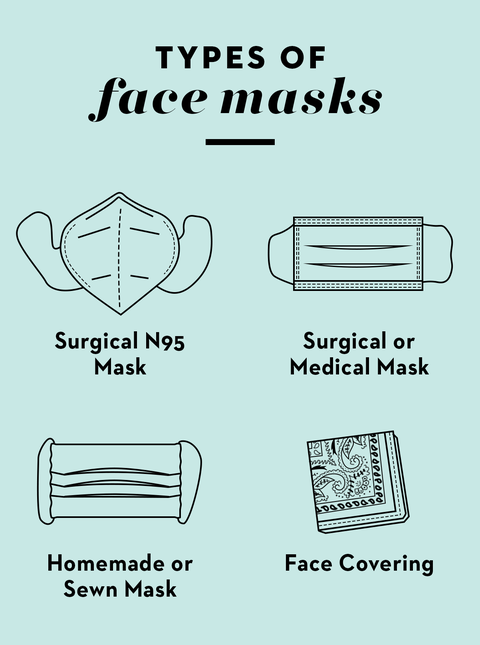 TYPES OF
face masks
Surgical N95
Mask
Surgical or
Medical Mask
Homemade or
Sewn Mask
Face Covering